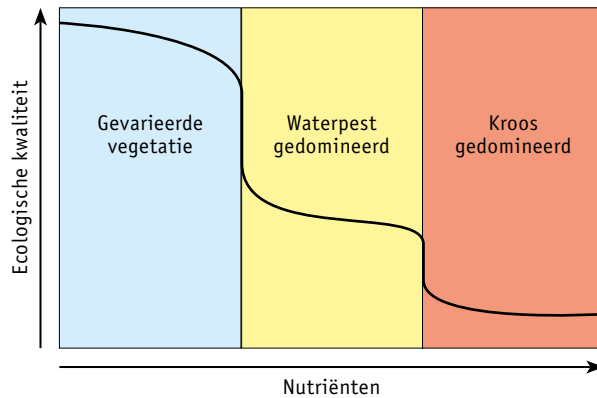 Ecologische kwaliteit
Gevarieerde
vegetatie
Waterpest
gedomineerd
Kroos
gedomineerd
Nutriënten